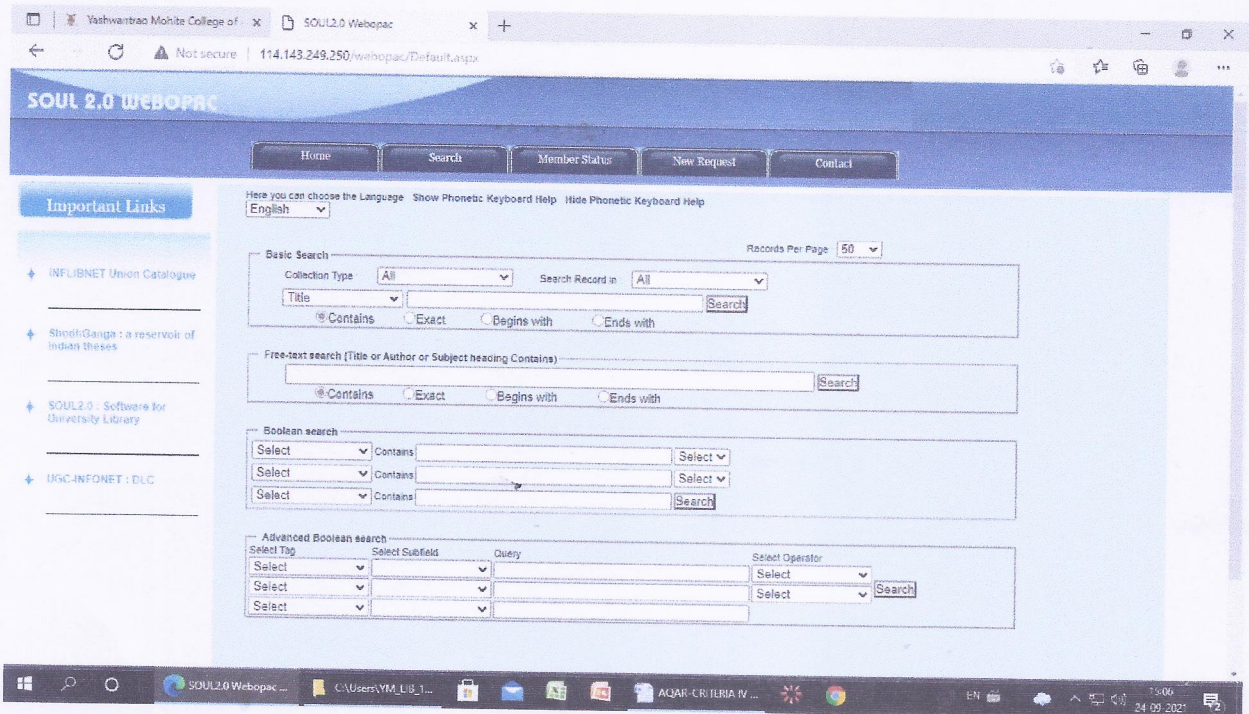 Yashwantrao Mohite College of
SOUL2.0 Webopac
Not secure 114.143.249.250/webopac/Default.aspx
SOUL 2.0 WEBOPAC
Home Search Member Status New Request Contact
Important Links
INFLIBNET Union Catalogue
ShodhGanga : a reservoir of
Indian theses
SOUL2.0 : Software for
University Library
UGC-INFONET : DLC
Here you can choose the Language Show Phonetic Keyboard Help Hide Phonetic Keyboard Help
English
Records Per Page 50
Basic Search
Collection Type All Search Record in All
Title Search
Contains Exact Begins with Ends with
Free-text search (Title or Author or Subject heading Contains)
Search
Contains Exact Begins with Ends with
Boolean search
Select Contains Select
Select Contains Select
Select Contains Search
Advanced Boolean search
Select Tag Select Subfield Query Select Operator
Select Select
Select Select Search
Select
SOUL2.0 Webopac ... C:\Users\YM_LIB_1... AQAR-CRITERIA IV ... EN 15:06
24-09-2021